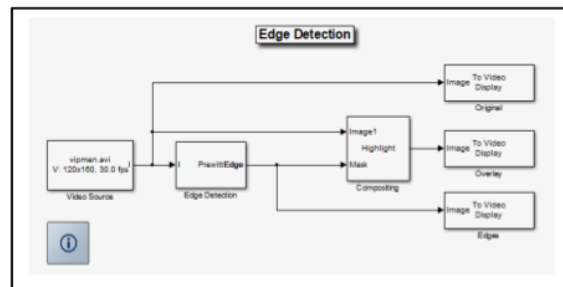 Edge Detection
Image To Video
Display
Original
Image1
Highlight
Mask
Compositing
vipmen.avi
V: 120x160, 30.0 fps
I
Video Source
I
Prewitt
Edge
Edge Detection
Image To Video
Display
Overlay
Image To Video
Display
Edges